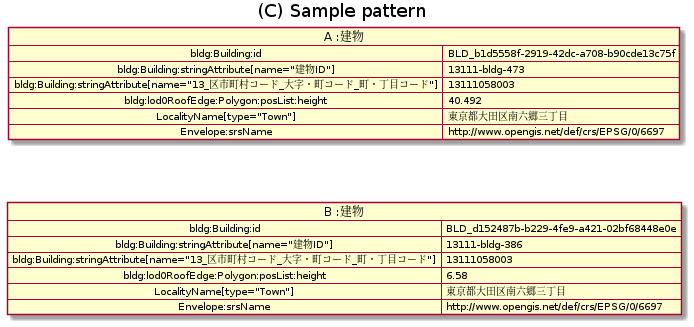 (C) Sample pattern
A :建物
bldg:Building:id BLD_b1d5558f-2919-42dc-a708-b90cde13c75f
bldg:Building:stringAttribute[name="建物ID"] 13111-bldg-473
bldg:Building:stringAttribute[name="13_区市町村コード_大字・町コード_町・丁目コード"] 13111058003
bldg:lod0RoofEdge:Polygon:posList:height 40.492
LocalityName[type="Town"] 東京都大田区南六郷三丁目
Envelope:srsName http://www.opengis.net/def/crs/EPSG/0/6697
B :建物
bldg:Building:id BLD_d152487b-b229-4fe9-a421-02bf68448e0e
bldg:Building:stringAttribute[name="建物ID"] 13111-bldg-386
bldg:Building:stringAttribute[name="13_区市町村コード_大字・町コード_町・丁目コード"] 13111058003
bldg:lod0RoofEdge:Polygon:posList:height 6.58
LocalityName[type="Town"] 東京都大田区南六郷三丁目
Envelope:srsName http://www.opengis.net/def/crs/EPSG/0/6697